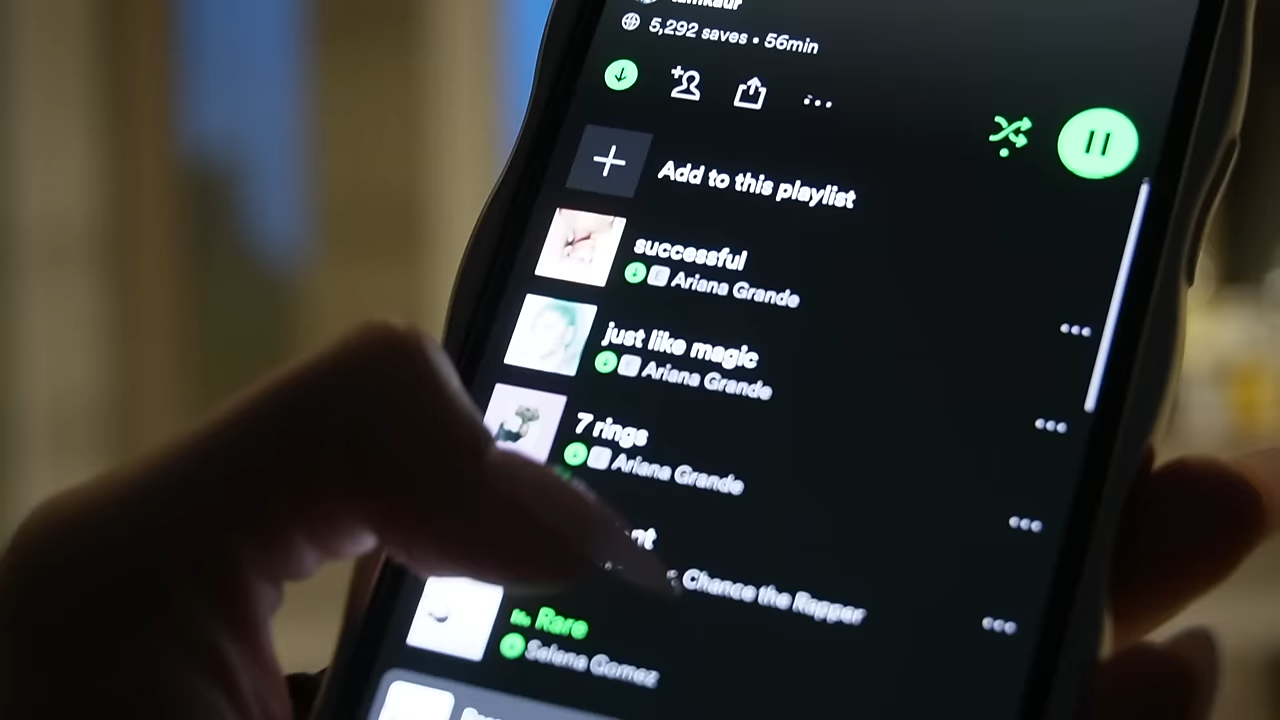 5,292 saves • 56min
Add to this playlist
successful
E Ariana Grande
just like magic
E Ariana Grande
7 rings
E Ariana Grande
nt
Chance the Rapper
Rare
Selena Gomez